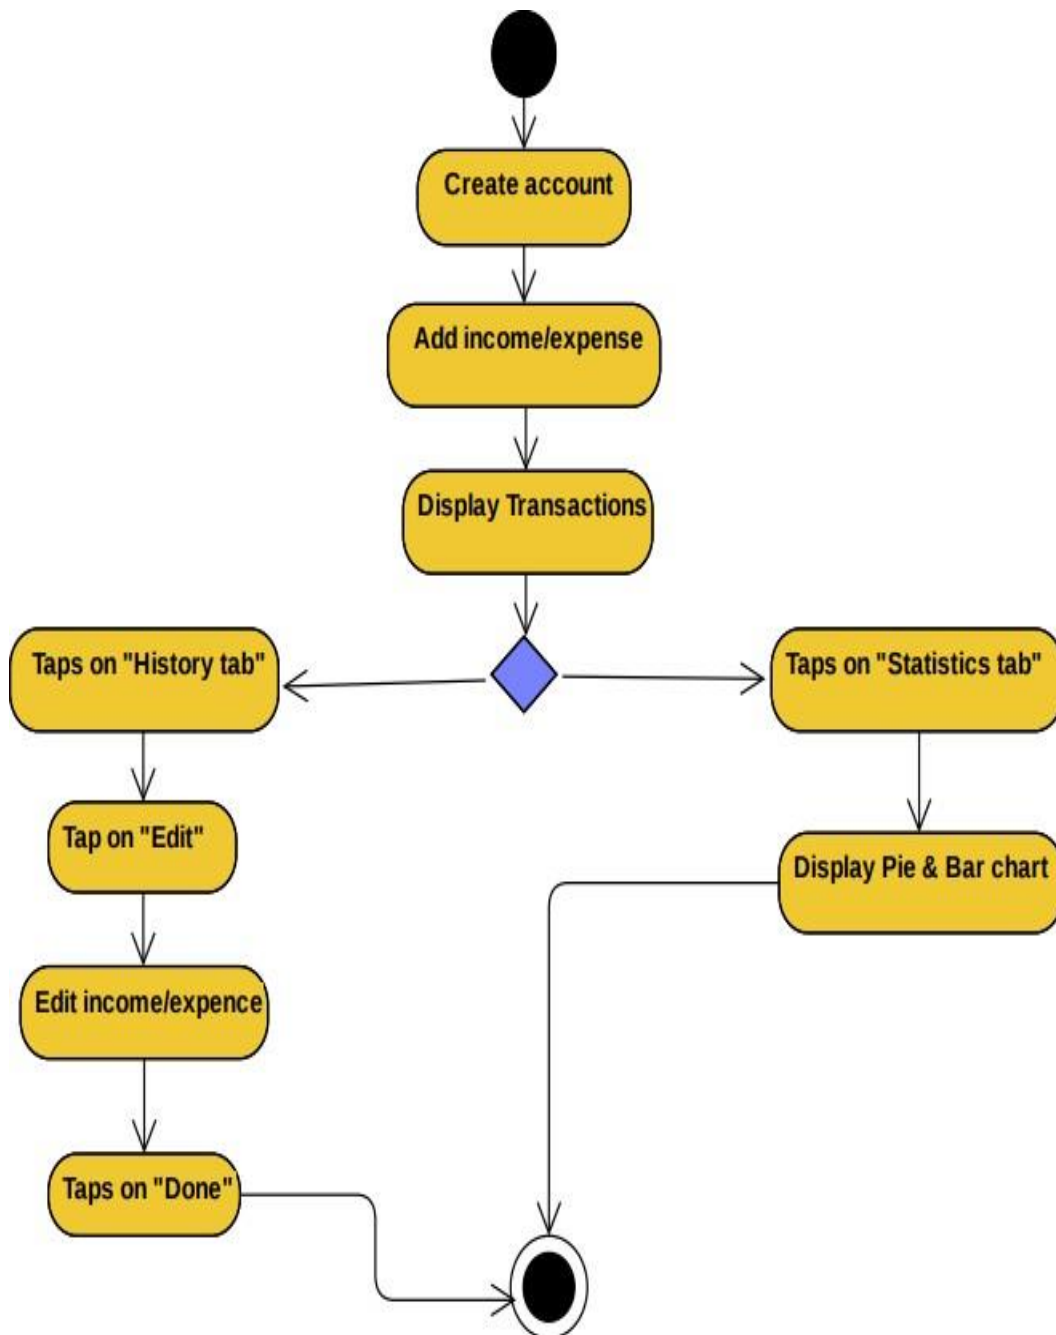 Create account
Add income/expense
Display Transactions
Taps on "History tab"
Taps on "Statistics tab"
Tap on "Edit"
Display Pie & Bar chart
Edit income/expence
Taps on "Done"